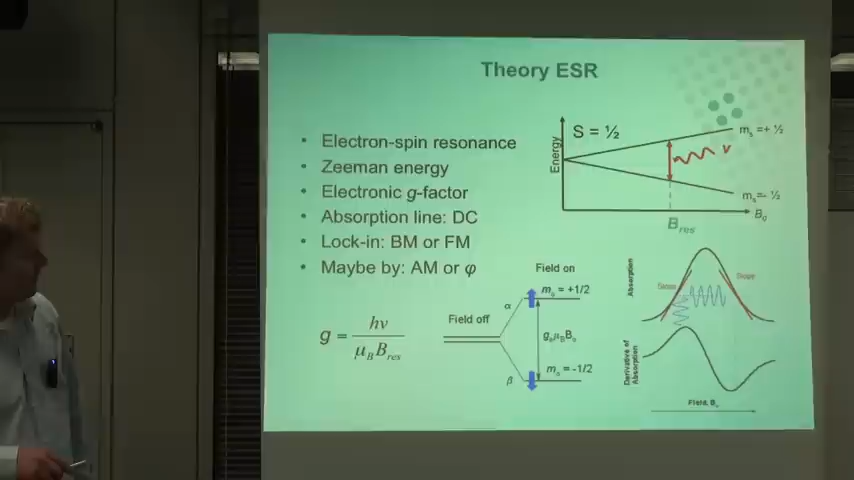 Theory ESR
• Electron-spin resonance
• Zeeman energy
• Electronic g-factor
• Absorption line: DC
• Lock-in: BM or FM
• Maybe by: AM or φ
g = hν / μ_B B_res
Energy
S = ½
m_s =+ ½
ν
m_s =- ½
B_0
B_res
Field on
Field off
α
m_s = +1/2
g_e μ_B B_0
β
m_s = -1/2
Absorption
Slope
Slope
Derivative of
Absorption
Field, B_0